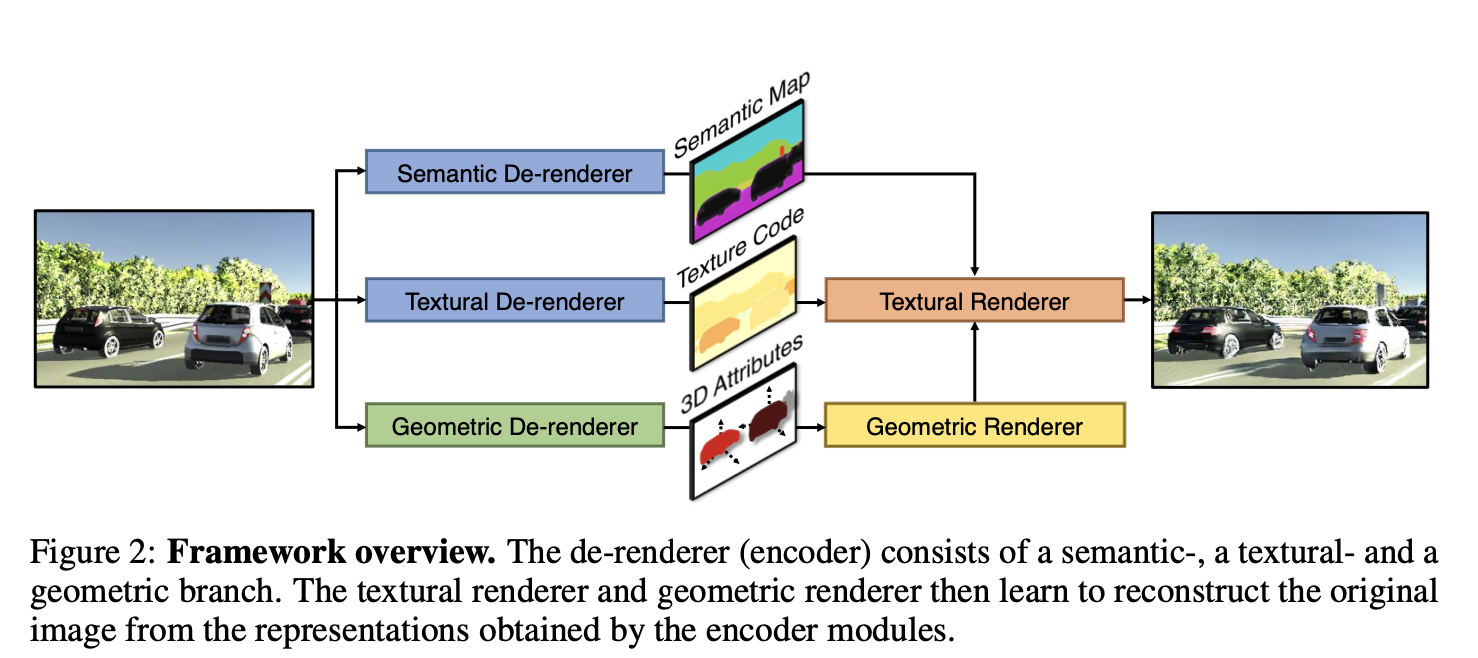 Semantic Map
Semantic De-renderer
Texture Code
Textural De-renderer
Textural Renderer
3D Attributes
Geometric De-renderer
Geometric Renderer
Figure 2: Framework overview. The de-renderer (encoder) consists of a semantic-, a textural- and a
geometric branch. The textural renderer and geometric renderer then learn to reconstruct the original
image from the representations obtained by the encoder modules.